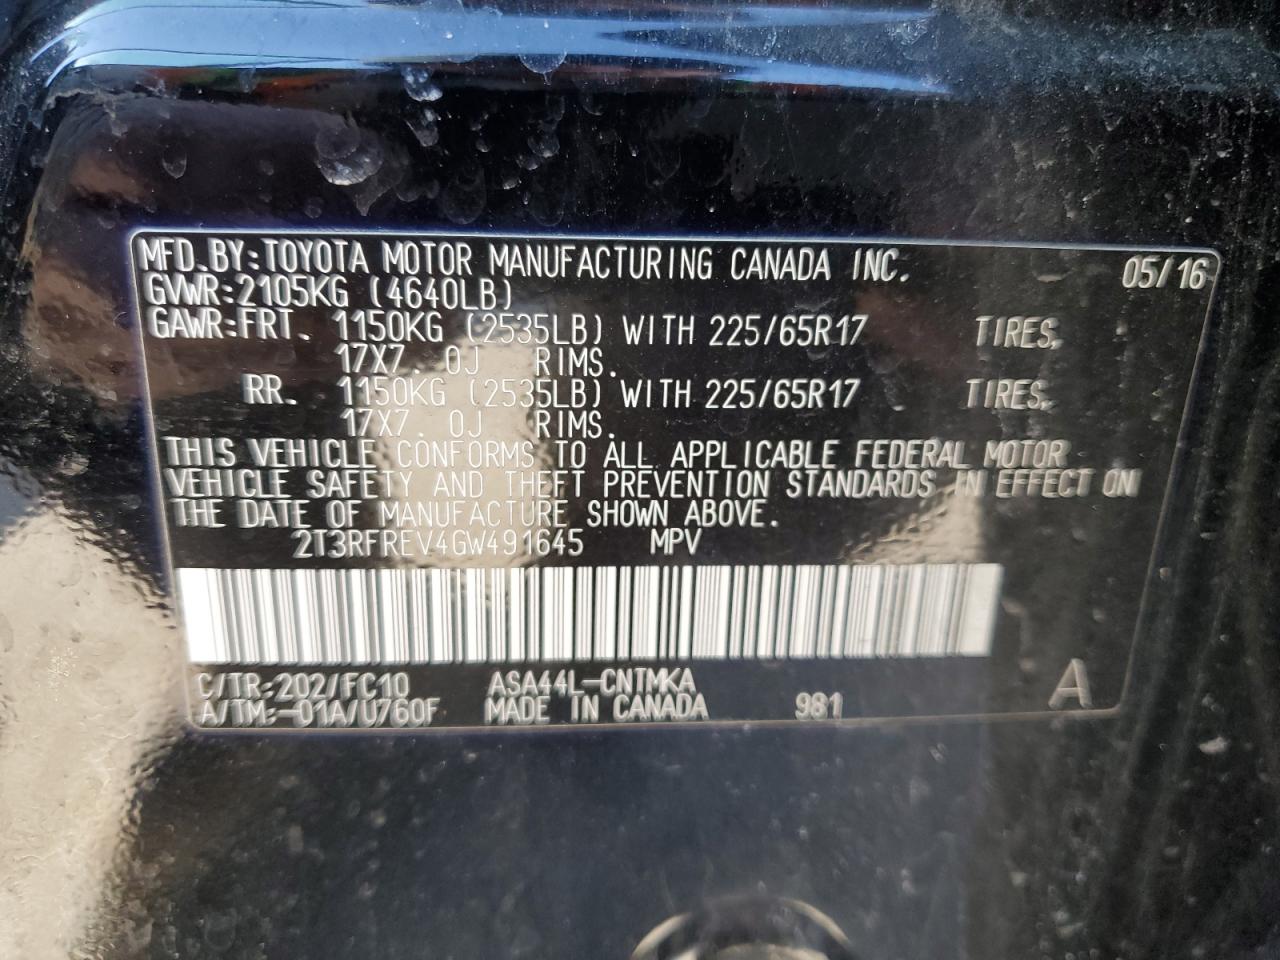 MFD.BY:TOYOTA MOTOR MANUFACTURING CANADA INC. 05/16
GVWR:2105KG (4640LB)
GAWR:FRT. 1150KG (2535LB) WITH 225/65R17 TIRES,
17X7.0J RIMS.
RR. 1150KG (2535LB) WITH 225/65R17 TIRES,
17X7.0J RIMS.
THIS VEHICLE CONFORMS TO ALL APPLICABLE FEDERAL MOTOR
VEHICLE SAFETY AND THEFT PREVENTION STANDARDS IN EFFECT ON
THE DATE OF MANUFACTURE SHOWN ABOVE.
2T3RFREV4GW491645 MPV
C/TR:202/FC10 ASA44L-CNTMKA A
A/TM:-01A/U760F MADE IN CANADA 981